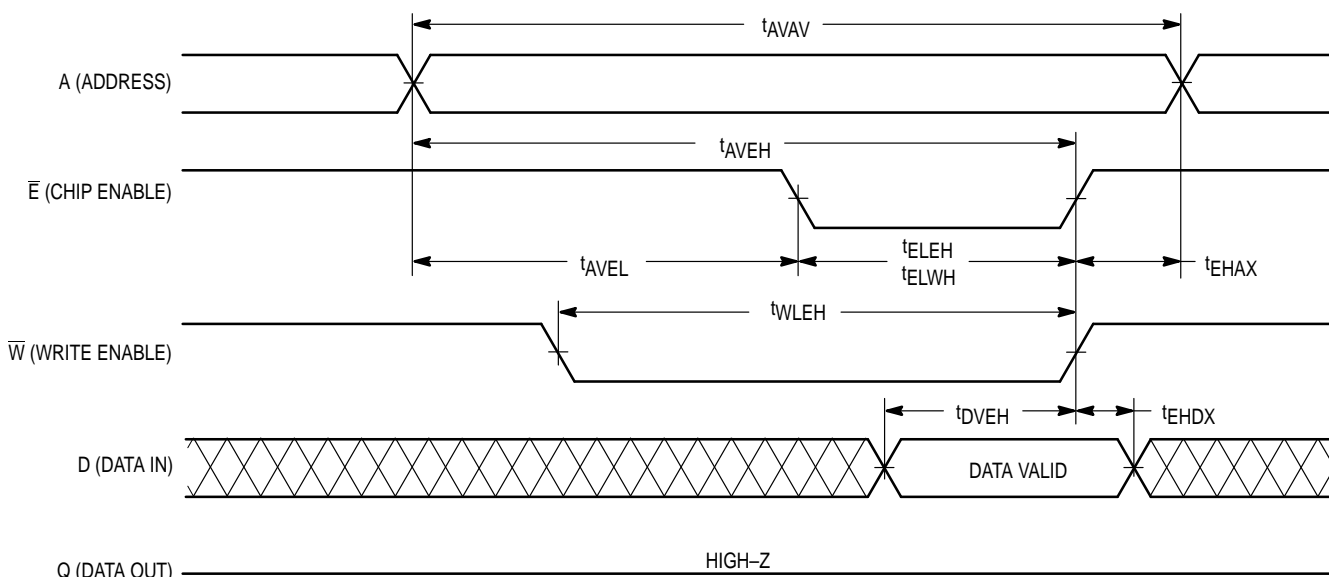 tAVAV
A (ADDRESS)
tAVEH
E̅ (CHIP ENABLE)
tAVEL
tELEH
tELWH
tEHAX
tWLEH
W̅ (WRITE ENABLE)
tDVEH
tEHDX
D (DATA IN)
DATA VALID
HIGH–Z
Q (DATA OUT)